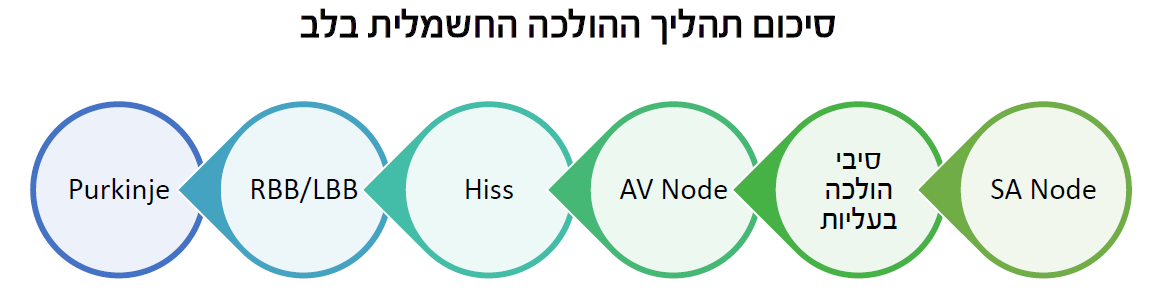 סיכום תהליך ההולכה החשמלית בלב
SA Node
סיבי
הולכה
בעליות
AV Node
Hiss
RBB/LBB
Purkinje